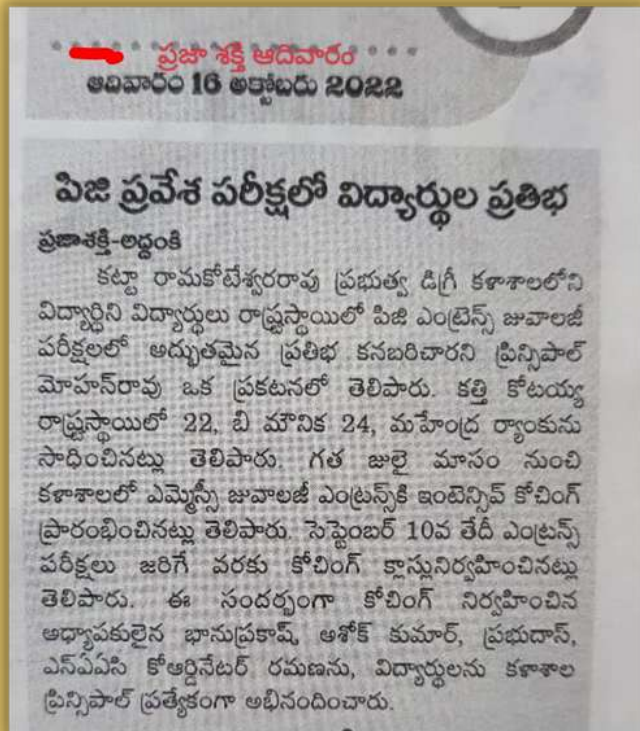 ప్రజా శక్తి ఆదివారం
ఆదివారం 16 అక్టోబరు 2022
పిజి ప్రవేశ పరీక్షలో విద్యార్థుల ప్రతిభ
ప్రజాశక్తి-అద్దంకి
కట్టా రామకోటేశ్వరరావు ప్రభుత్వ డిగ్రీ కళాశాలలోని
విద్యార్ధిని విద్యార్థులు రాష్ట్రస్థాయిలో పిజి ఎంట్రెన్స్ జువాలజీ
పరీక్షలలో అద్భుతమైన ప్రతిభ కనబరిచారని ప్రిన్సిపాల్
మోహన్‌రావు ఒక ప్రకటనలో తెలిపారు. కత్తి కోటయ్య
రాష్ట్రస్థాయిలో 22, బి మౌనిక 24, మహేంద్ర ర్యాంకును
సాధించినట్లు తెలిపారు. గత జులై మాసం నుంచి
కళాశాలలో ఎమ్మెస్సీ జువాలజీ ఎంట్రన్స్‌కి ఇంటెన్సివ్ కోచింగ్
ప్రారంభించినట్లు తెలిపారు. సెప్టెంబర్ 10వ తేదీ ఎంట్రన్స్
పరీక్షలు జరిగే వరకు కోచింగ్ క్లాస్లునిర్వహించినట్లు
తెలిపారు. ఈ సందర్భంగా కోచింగ్ నిర్వహించిన
అధ్యాపకులైన భానుప్రకాష్, అశోక్ కుమార్, ప్రభుదాస్,
ఎన్ఏఏసి కోఆర్డినేటర్ రమణను, విద్యార్థులను కళాశాల
ప్రిన్సిపాల్ ప్రత్యేకంగా అభినందించారు.